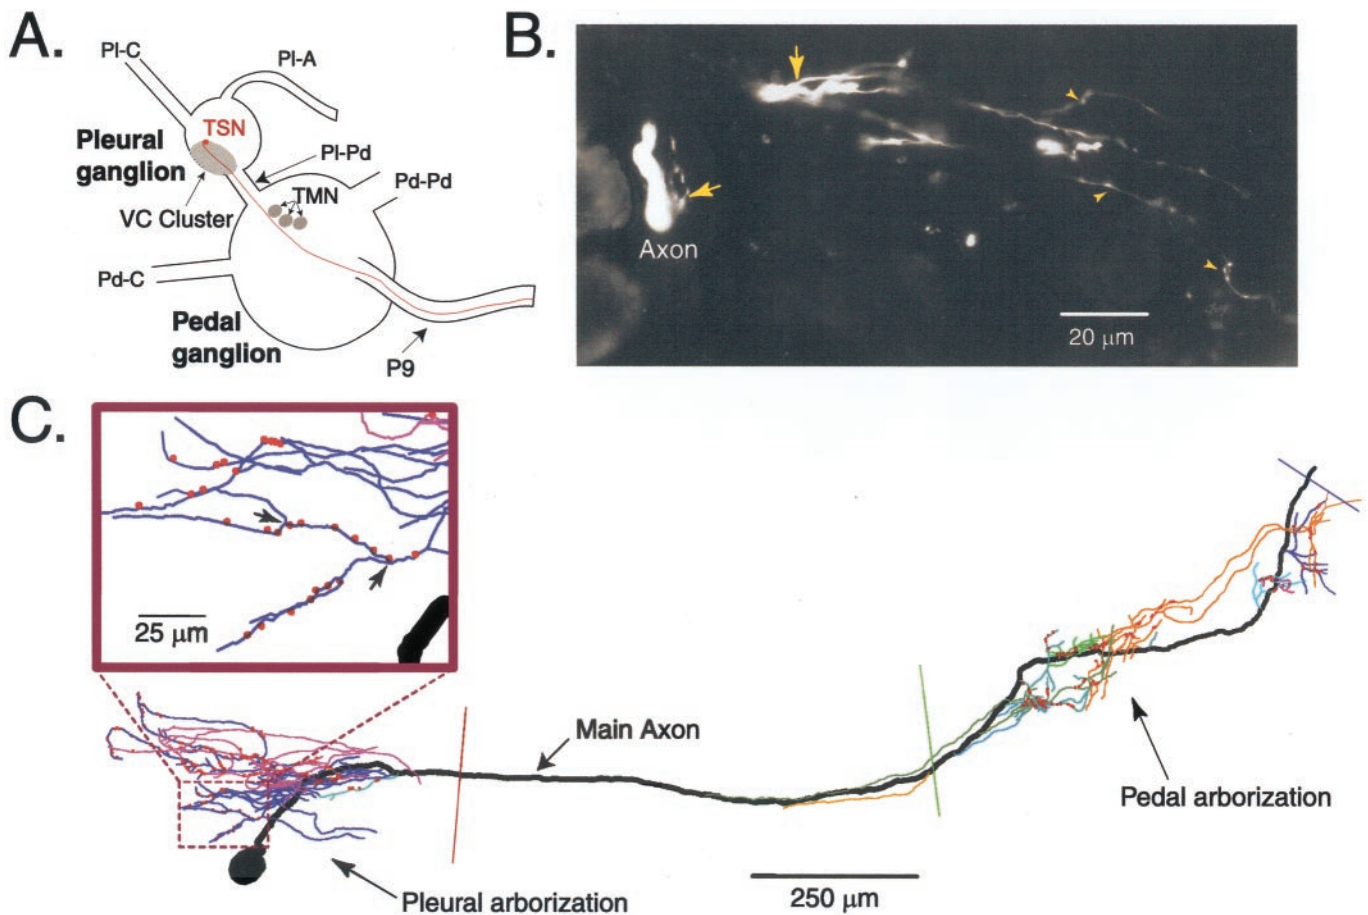 A.
Pl-C
Pl-A
TSN
Pleural
ganglion
Pl-Pd
Pd-Pd
TMN
VC Cluster
Pd-C
Pedal
ganglion
P9
B.
Axon
20 μm
C.
25 μm
Main Axon
Pedal arborization
Pleural arborization
250 μm